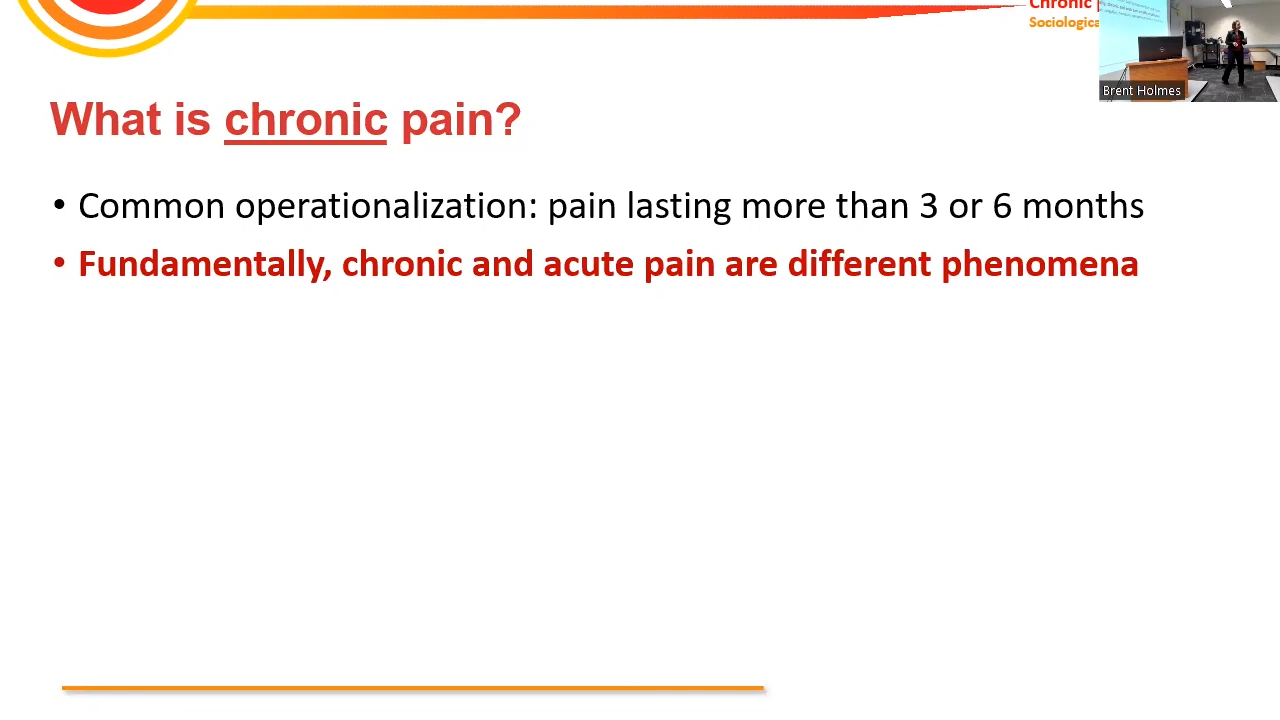 Chronic
Sociologica
Brent Holmes
What is chronic pain?
• Common operationalization: pain lasting more than 3 or 6 months
• Fundamentally, chronic and acute pain are different phenomena